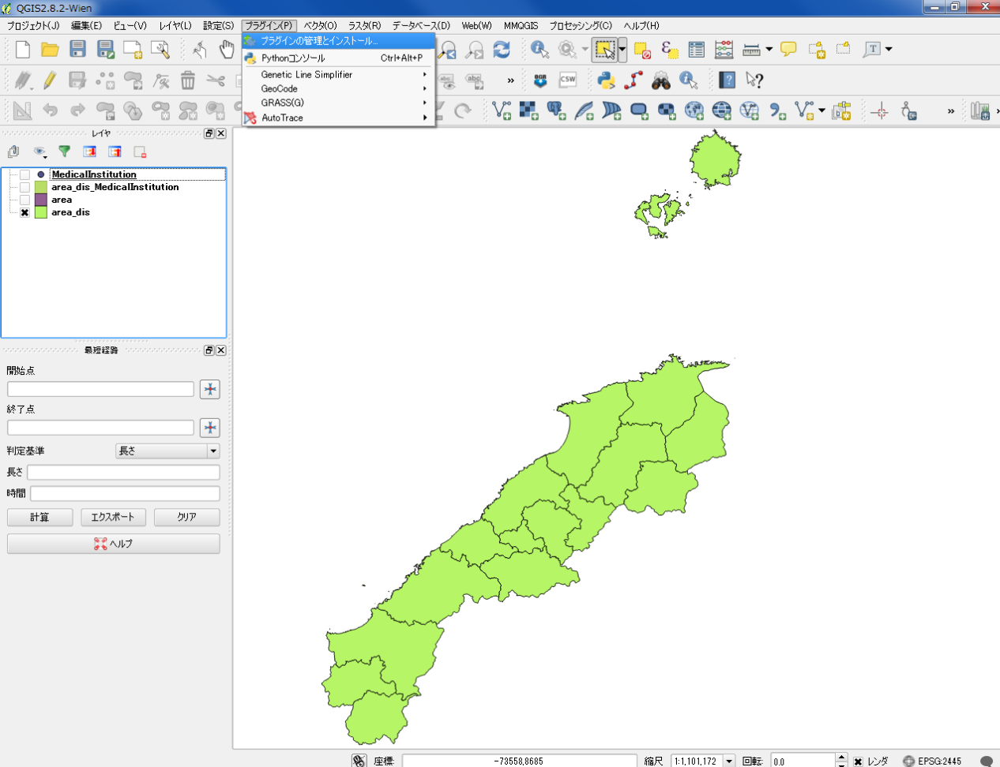 QGIS2.8.2-Wien
プロジェクト(J) 編集(E) ビュー(V) レイヤ(L) 設定(S) プラグイン(P) ベクタ(O) ラスタ(R) データベース(D) Web(W) MMQGIS プロセッシング(C) ヘルプ(H)
プラグインの管理とインストール...
Pythonコンソール Ctrl+Alt+P
Genetic Line Simplifier
GeoCode
GRASS(G)
AutoTrace
abc abc » OGR CSW
»
レイヤ
MedicalInstitution
area_dis_MedicalInstitution
area
area_dis
最短経路
開始点
終了点
判定基準 長さ
長さ
時間
計算 エクスポート クリア
ヘルプ
座標: -73558,8685 縮尺 1:1,101,172 回転: 0.0 レンダ EPSG:2445